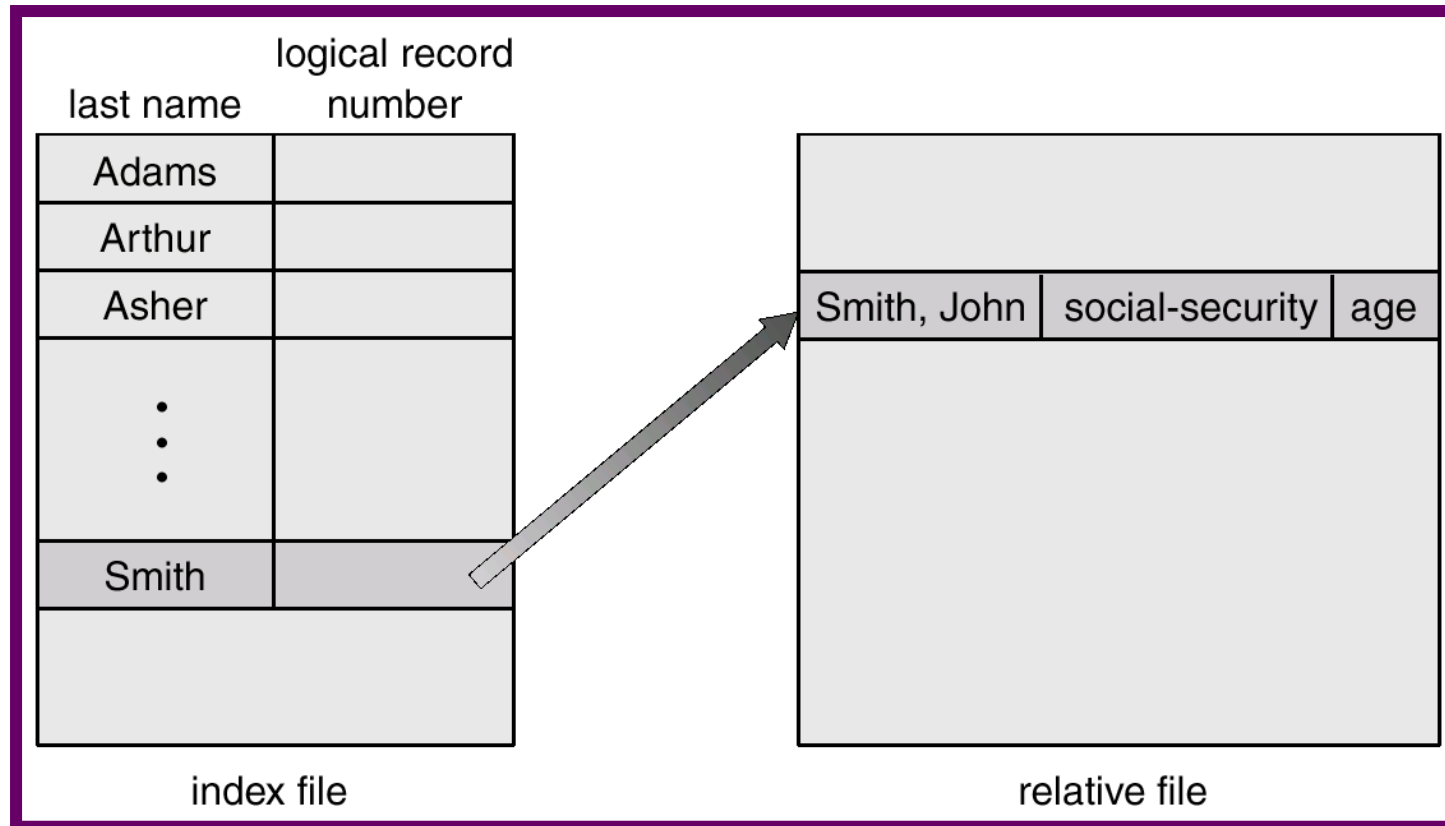 logical record
last name number
Adams
Arthur
Asher
Smith
Smith, John social-security age
index file
relative file